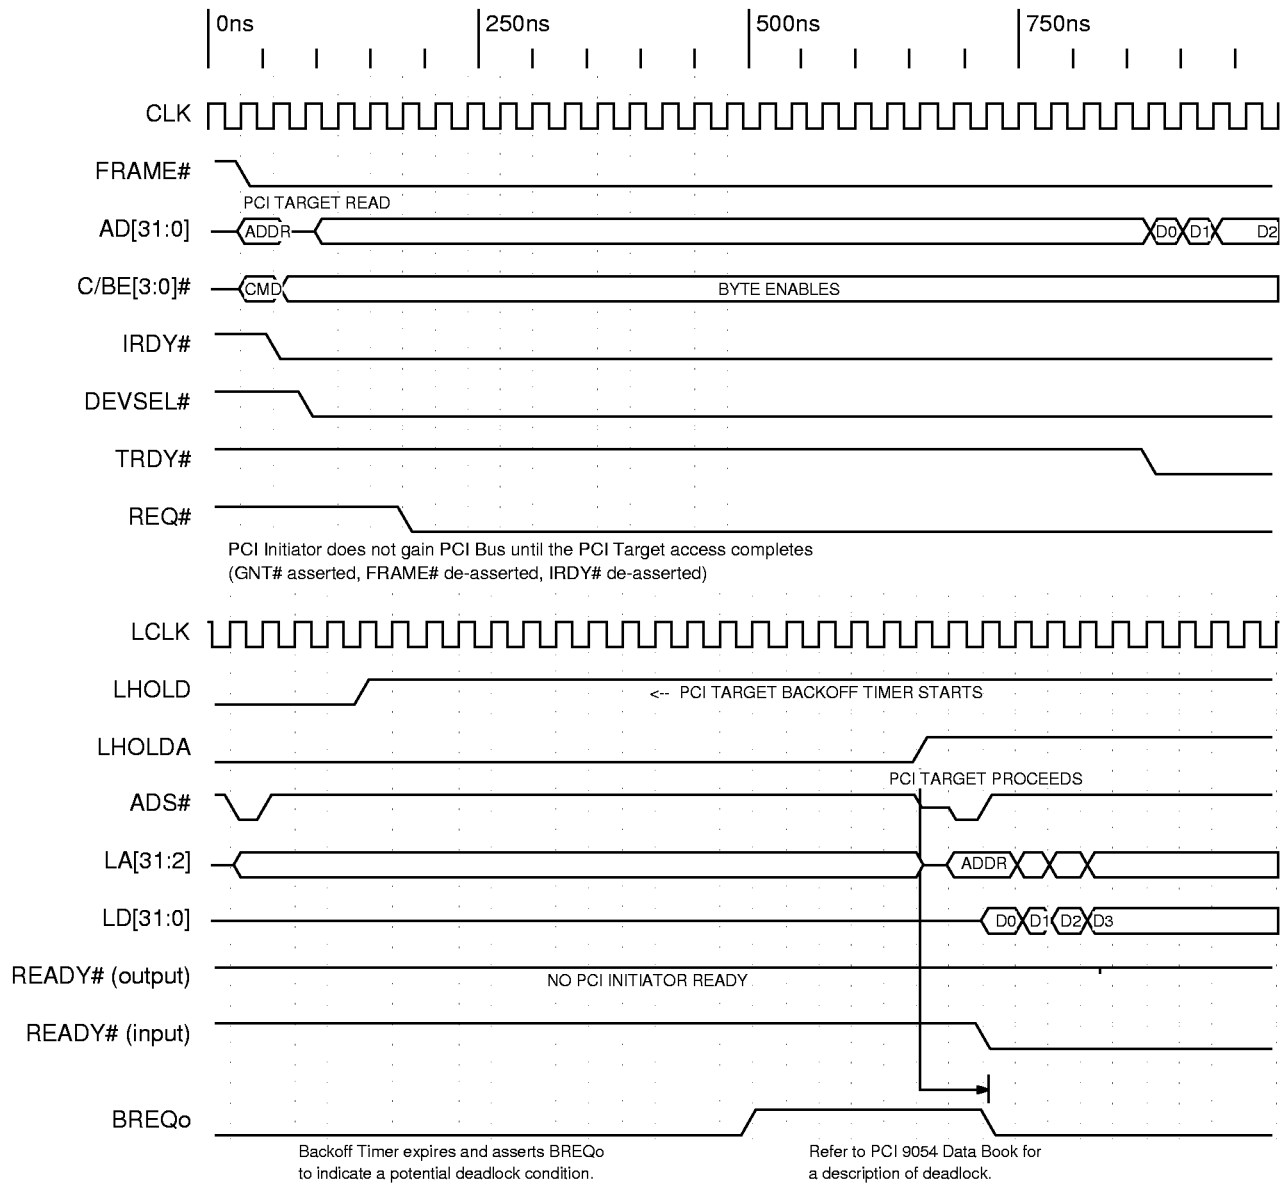 0ns 250ns 500ns 750ns
CLK
FRAME#
PCI TARGET READ
AD[31:0] ADDR D0 D1 D2
C/BE[3:0]# CMD BYTE ENABLES
IRDY#
DEVSEL#
TRDY#
REQ#
PCI Initiator does not gain PCI Bus until the PCI Target access completes
(GNT# asserted, FRAME# de-asserted, IRDY# de-asserted)
LCLK
LHOLD <-- PCI TARGET BACKOFF TIMER STARTS
LHOLDA
PCI TARGET PROCEEDS
ADS#
LA[31:2] ADDR
LD[31:0] D0 D1 D2 D3
READY# (output) NO PCI INITIATOR READY
READY# (input)
BREQo
Backoff Timer expires and asserts BREQo
to indicate a potential deadlock condition.
Refer to PCI 9054 Data Book for
a description of deadlock.